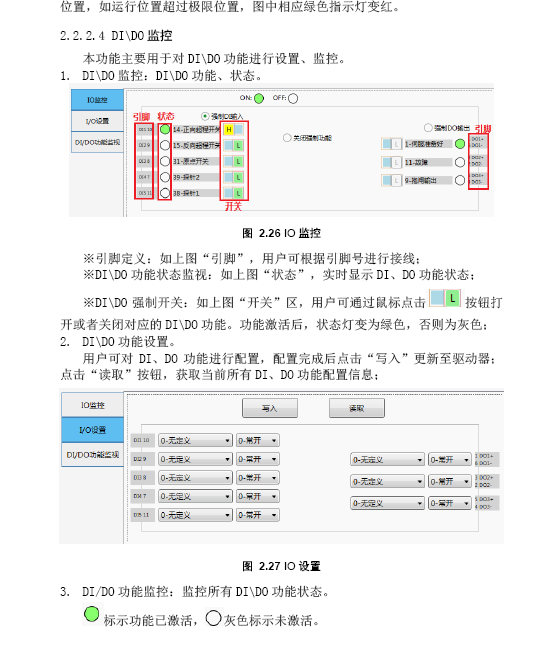 位置，如运行位置超过极限位置，图中相应绿色指示灯变红。
2.2.2.4 DI\DO监控
本功能主要用于对DI\DO功能进行设置、监控。
1. DI\DO监控：DI\DO功能、状态。
IO监控
I/O设置
DI/DO功能监视
ON:
OFF:
引脚 状态
强制DI输入
DI1 10 14-正向超程开关 H
DI2 9 15-反向超程开关 L
DI3 8 31-原点开关 L
DI4 7 39-探针2 L
DI5 11 38-探针1 L
开关
关闭强制功能
强制DO输出 引脚
L 1-伺服准备好 DO1+ DO1-
L 11-故障 DO2+ DO2-
L 9-抱闸输出 DO3+ DO3-
图 2.26 IO 监控
※引脚定义：如上图“引脚”，用户可根据引脚号进行接线；
※DI\DO 功能状态监视：如上图“状态”，实时显示 DI、DO 功能状态；
※DI\DO 强制开关：如上图“开关”区，用户可通过鼠标点击 L 按钮打
开或者关闭对应的 DI\DO 功能。功能激活后，状态灯变为绿色，否则为灰色；
2. DI\DO 功能设置。
用户可对 DI、DO 功能进行配置，配置完成后点击“写入”更新至驱动器；
点击“读取”按钮，获取当前所有 DI、DO 功能配置信息；
IO监控
I/O设置
DI/DO功能监视
写入 读取
DI1 10 0-无定义 0-常开
DI2 9 0-无定义 0-常开
DI3 8 0-无定义 0-常开
DI4 7 0-无定义 0-常开
DI5 11 0-无定义 0-常开
0-无定义 0-常开 DO1+ DO1-
0-无定义 0-常开 DO2+ DO2-
0-无定义 0-常开 DO3+ DO3-
图 2.27 IO 设置
3. DI/DO 功能监控：监控所有 DI\DO 功能状态。
标示功能已激活，灰色标示未激活。